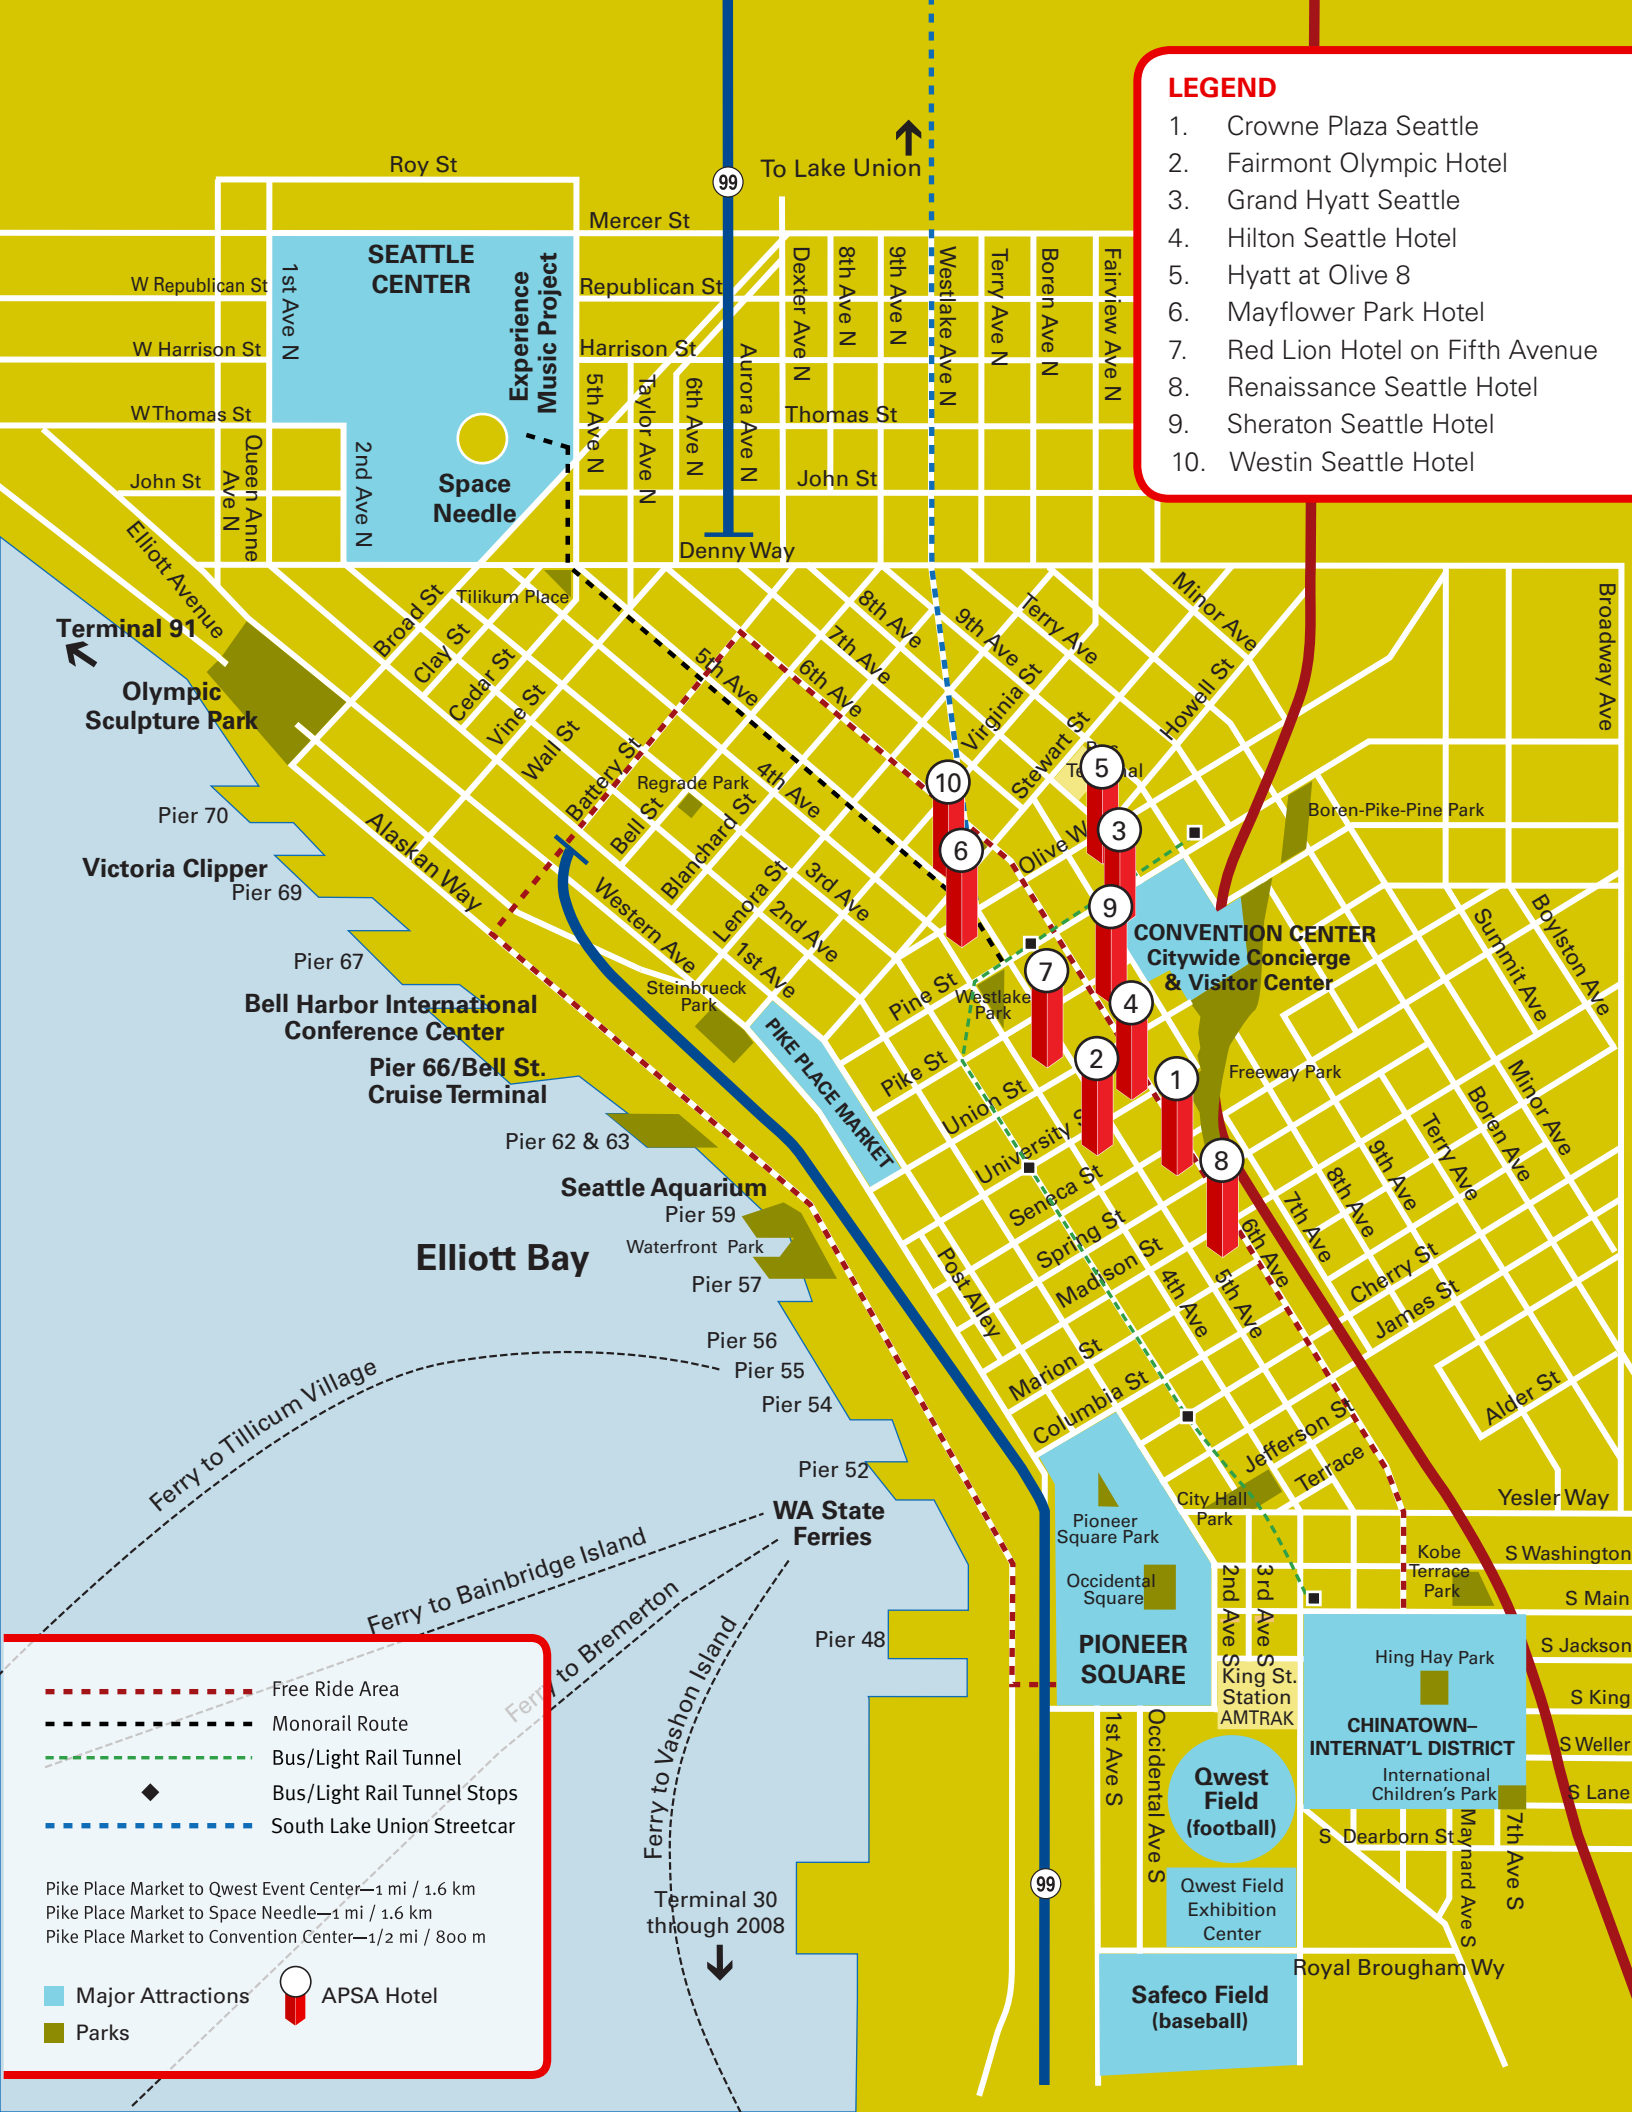 LEGEND
1. Crowne Plaza Seattle
2. Fairmont Olympic Hotel
3. Grand Hyatt Seattle
4. Hilton Seattle Hotel
5. Hyatt at Olive 8
6. Mayflower Park Hotel
7. Red Lion Hotel on Fifth Avenue
8. Renaissance Seattle Hotel
9. Sheraton Seattle Hotel
10. Westin Seattle Hotel
Roy St
99
To Lake Union
Mercer St
SEATTLE
CENTER
Experience
Music Project
W Republican St
1st Ave N
Republican St
Dexter Ave N
8th Ave N
9th Ave N
Westlake Ave N
Terry Ave N
Boren Ave N
Fairview Ave N
W Harrison St
Harrison St
Aurora Ave N
5th Ave N
Taylor Ave N
6th Ave N
W Thomas St
Thomas St
Queen Anne
Ave N
2nd Ave N
John St
John St
Space
Needle
Denny Way
Elliott Avenue
Tilikum Place
Broad St
Clay St
Cedar St
Vine St
Wall St
Battery St
Bell St
Blanchard St
Lenora St
Virginia St
Stewart St
Howell St
Olive W
8th Ave
7th Ave
6th Ave
5th Ave
4th Ave
3rd Ave
2nd Ave
1st Ave
9th Ave
Terry Ave
Minor Ave
Broadway Ave
Terminal 91
Olympic
Sculpture Park
Regrade Park
10
5
3
6
9
7
4
2
1
8
Boren-Pike-Pine Park
Pier 70
Alaskan Way
Western Ave
Victoria Clipper
Pier 69
Pier 67
Bell Harbor International
Conference Center
Pier 66/Bell St.
Cruise Terminal
Steinbrueck
Park
PIKE PLACE MARKET
Pine St
Westlake
Park
Pike St
Union St
University S
Seneca St
Spring St
Madison St
Marion St
Columbia St
CONVENTION CENTER
Citywide Concierge
& Visitor Center
Summit Ave
Boylston Ave
Freeway Park
Minor Ave
Boren Ave
Terry Ave
9th Ave
8th Ave
7th Ave
6th Ave
5th Ave
4th Ave
Cherry St
James St
Alder St
Jefferson St
Terrace
Post Alley
Pier 62 & 63
Seattle Aquarium
Pier 59
Waterfront Park
Pier 57
Elliott Bay
Pier 56
Pier 55
Pier 54
Pier 52
WA State
Ferries
Pier 48
Ferry to Tillicum Village
Ferry to Bainbridge Island
Ferry to Bremerton
Ferry to Vashon Island
Terminal 30
through 2008
City Hall
Park
Yesler Way
Pioneer
Square Park
Occidental
Square
PIONEER
SQUARE
2nd Ave S
3rd Ave S
Kobe
Terrace
Park
S Washington
S Main
S Jackson
S King
S Weller
S Lane
King St.
Station
AMTRAK
Hing Hay Park
CHINATOWN–
INTERNAT'L DISTRICT
International
Children's Park
1st Ave S
Occidental Ave S
Qwest
Field
(football)
S Dearborn St
Maynard Ave S
7th Ave S
99
Qwest Field
Exhibition
Center
Royal Brougham Wy
Safeco Field
(baseball)
Free Ride Area
Monorail Route
Bus/Light Rail Tunnel
Bus/Light Rail Tunnel Stops
South Lake Union Streetcar
Pike Place Market to Qwest Event Center—1 mi / 1.6 km
Pike Place Market to Space Needle—1 mi / 1.6 km
Pike Place Market to Convention Center—1/2 mi / 800 m
Major Attractions
APSA Hotel
Parks